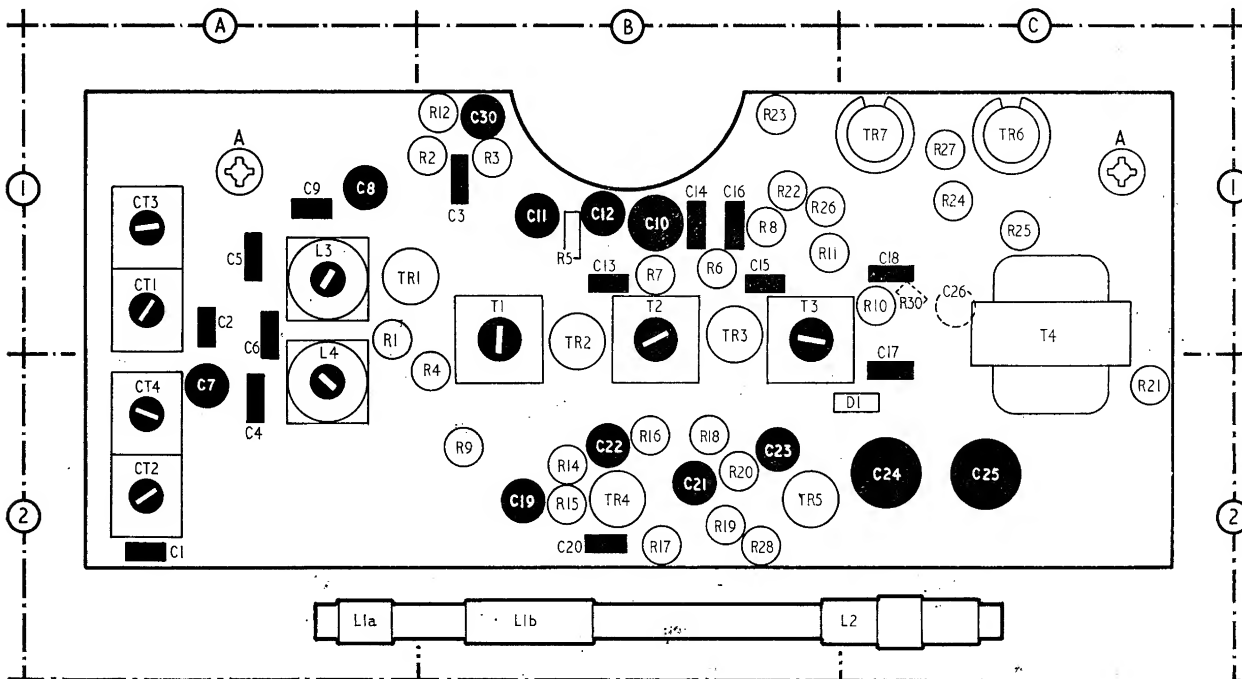 A B C
R12 C30 R23 TR7 TR6
A R2 R3 R27 A
1 CT3 C9 C8 C3 C11 R5 C12 C10 C14 C16 R8 R22 R26 R24 1
C5 L3 TR1 C13 R7 R6 C15 R11 C18 R25
CT1 C2 C6 R1 T1 TR2 T2 TR3 T3 R10 R30 C26 T4
L4 R4 C17
CT4 C7 C4 D1 R21
R9 R14 C22 R16 R18 C23
CT2 C19 R15 TR4 C21 R20 TR5 C24 C25
2 R19 2
C1 C20 R17 R28
L1a L1b L2